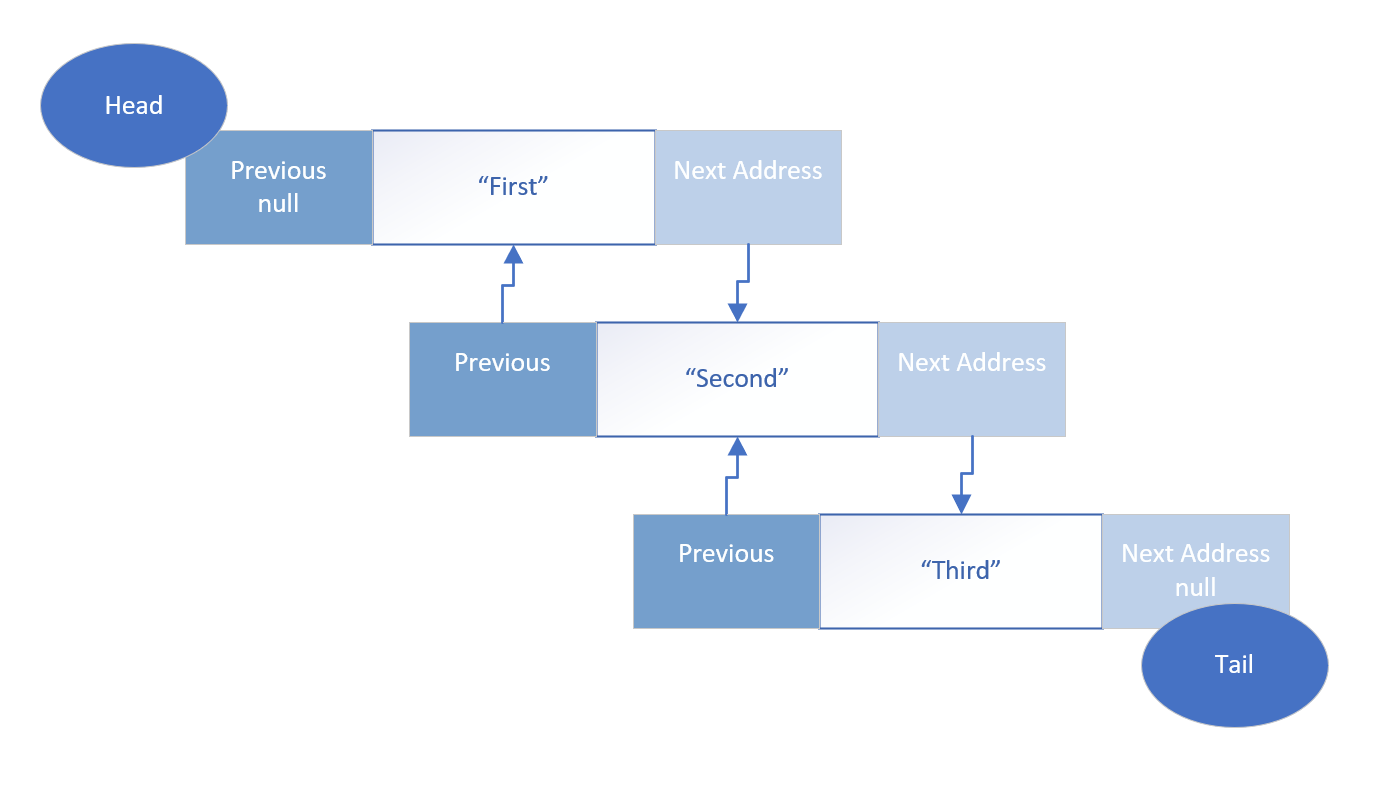 Head
Previous
null
“First”
Next Address
Previous
“Second”
Next Address
Previous
“Third”
Next Address
null
Tail